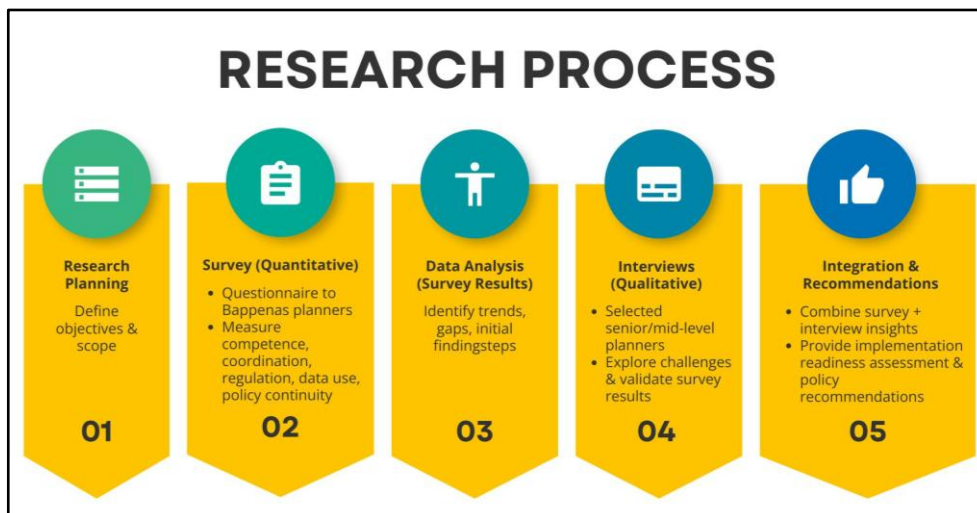 RESEARCH PROCESS
Research
Planning
Define
objectives &
scope
01
Survey (Quantitative)
• Questionnaire to
Bappenas planners
• Measure
competence,
coordination,
regulation, data use,
policy continuity
02
Data Analysis
(Survey Results)
Identify trends,
gaps, initial
findingsteps
03
Interviews
(Qualitative)
• Selected
senior/mid-level
planners
• Explore challenges
& validate survey
results
04
Integration &
Recommendations
• Combine survey +
interview insights
• Provide implementation
readiness assessment &
policy
recommendations
05